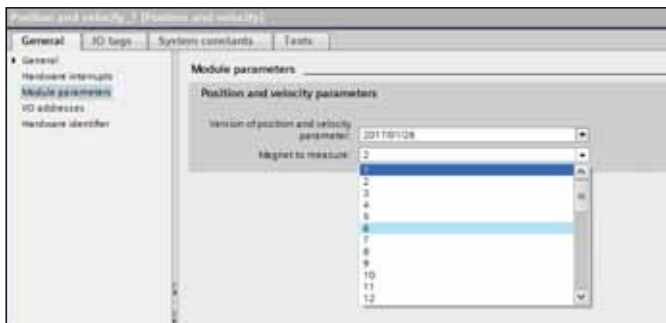 Position and velocity_1 [Position and velocity]
General IO tags System constants Texts
General
Hardware interrupts
Module parameters
I/O addresses
Hardware identifier
Module parameters
Position and velocity parameters
Version of position and velocity
parameter: 2017/01/26
Magnet to measure: 2
1
2
3
4
5
6
7
8
9
10
11
12